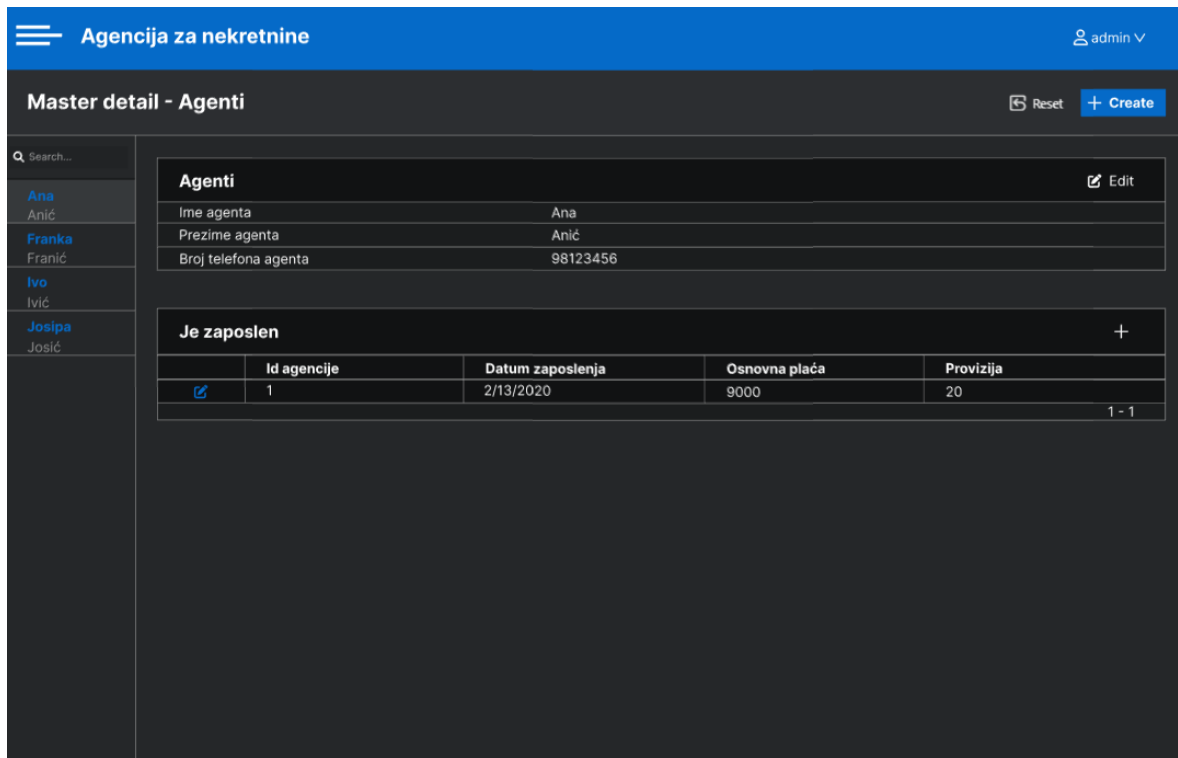 Agencija za nekretnine
admin
Master detail - Agenti
Reset
Create
Search...
Ana
Anić
Franka
Franić
Ivo
Ivić
Josipa
Josić
Agenti
Edit
Ime agenta Ana
Prezime agenta Anić
Broj telefona agenta 98123456
Je zaposlen
Id agencije Datum zaposlenja Osnovna plaća Provizija
1 2/13/2020 9000 20
1 - 1